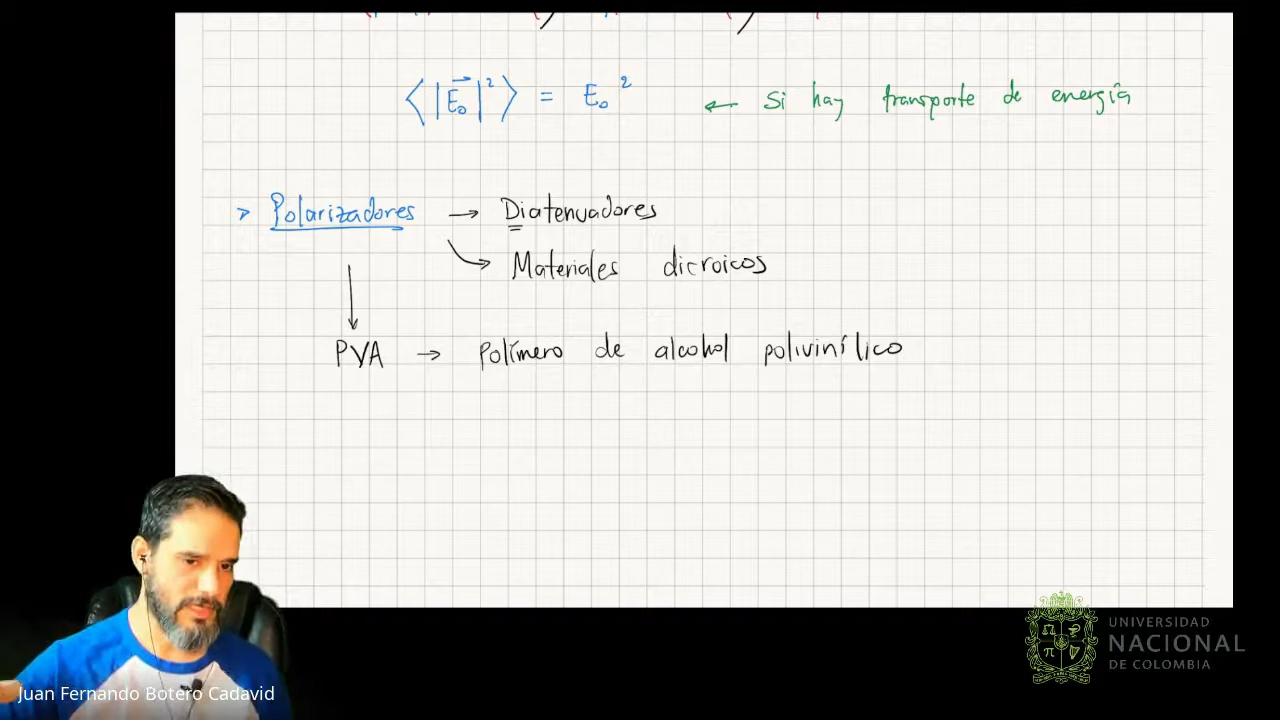 ⟨|E₀|²⟩ = E₀² ← Si hay transporte de energía
> Polarizadores → Diatenuadores
→ Materiales dicroicos
PVA → Polímero de alcohol polivinílico
Juan Fernando Botero Cadavid
UNIVERSIDAD
NACIONAL
DE COLOMBIA